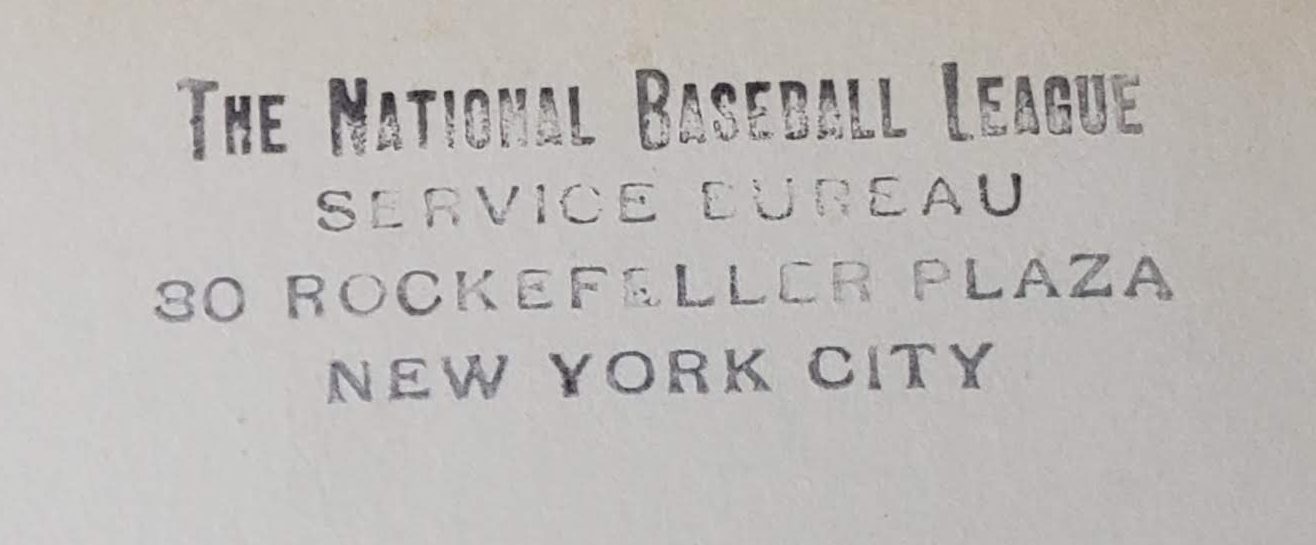 THE NATIONAL BASEBALL LEAGUE
SERVICE BUREAU
30 ROCKEFELLER PLAZA
NEW YORK CITY